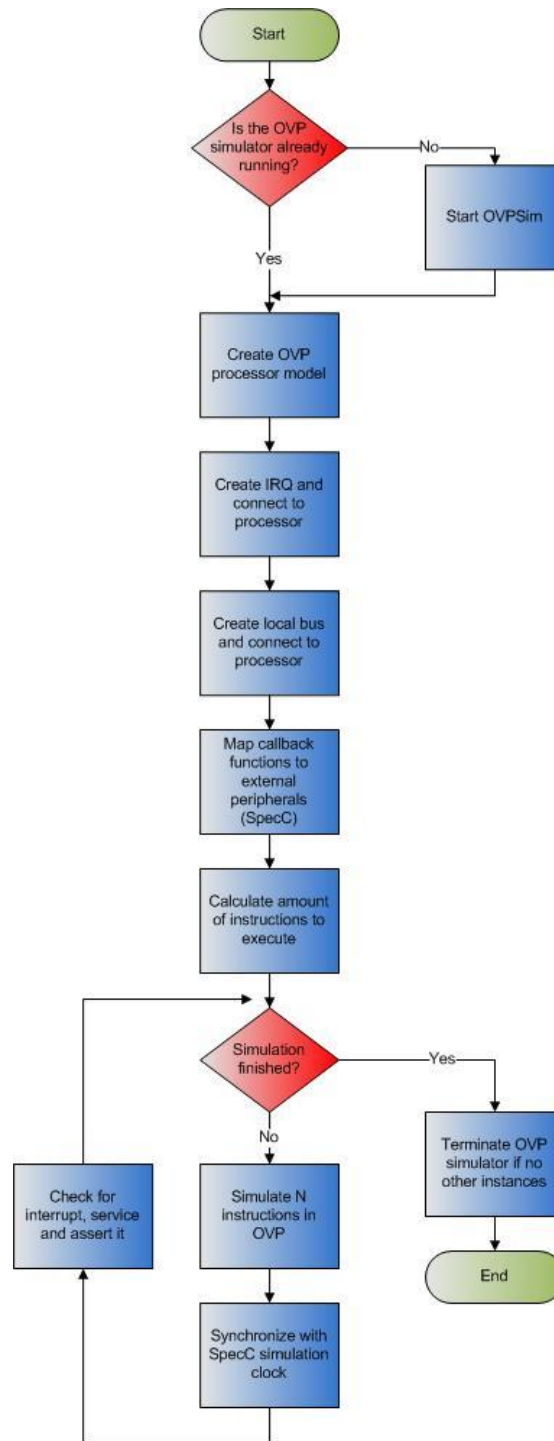 Start
Is the OVP
simulator already
running?
No
Start OVPSim
Yes
Create OVP
processor model
Create IRQ and
connect to
processor
Create local bus
and connect to
processor
Map callback
functions to
external
peripherals
(SpecC)
Calculate amount
of instructions to
execute
Simulation
finished?
Yes
No
Terminate OVP
simulator if no
other instances
Check for
interrupt, service
and assert it
Simulate N
instructions in
OVP
End
Synchronize with
SpecC simulation
clock